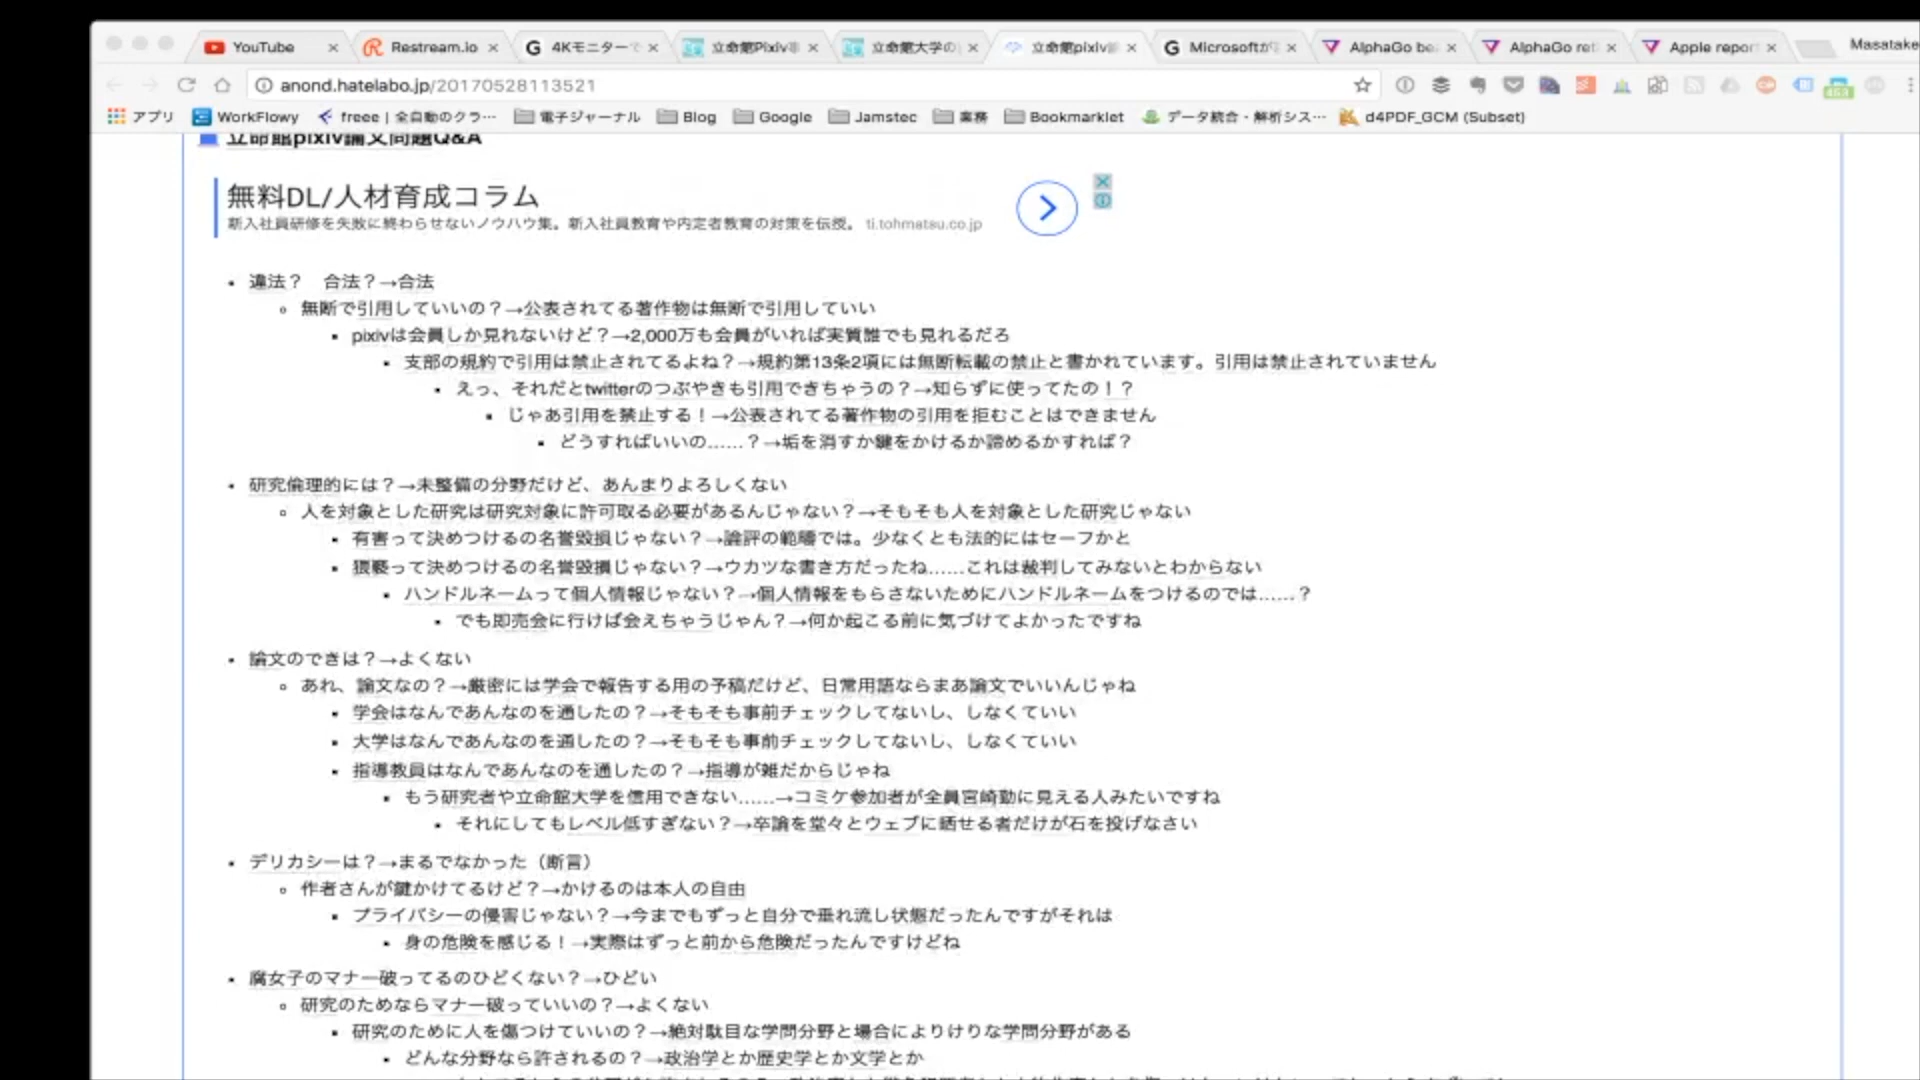 YouTube
Restream.io
4Kモニターで
立命館Pixiv事
立命館大学の
立命館pixiv論
Microsoftが
AlphaGo be
AlphaGo ret
Apple repor
Masatake
anond.hatelabo.jp/20170528113521
アプリ
WorkFlowy
freee | 全自動のクラ…
電子ジャーナル
Blog
Google
Jamstec
業務
Bookmarklet
データ統合・解析シス…
d4PDF_GCM (Subset)
立命館pixiv論文問題Q&A
無料DL/人材育成コラム
新入社員研修を失敗に終わらせないノウハウ集。新入社員教育や内定者教育の対策を伝授。 ti.tohmatsu.co.jp
違法？　合法？→合法
無断で引用していいの？→公表されてる著作物は無断で引用していい
pixivは会員しか見れないけど？→2,000万も会員がいれば実質誰でも見れるだろ
支部の規約で引用は禁止されてるよね？→規約第13条2項には無断転載の禁止と書かれています。引用は禁止されていません
えっ、それだとtwitterのつぶやきも引用できちゃうの？→知らずに使ってたの！？
じゃあ引用を禁止する！→公表されてる著作物の引用を拒むことはできません
どうすればいいの……？→垢を消すか鍵をかけるか諦めるかすれば？
研究倫理的には？→未整備の分野だけど、あんまりよろしくない
人を対象とした研究は研究対象に許可取る必要があるんじゃない？→そもそも人を対象とした研究じゃない
有害って決めつけるの名誉毀損じゃない？→論評の範疇では。少なくとも法的にはセーフかと
猥褻って決めつけるの名誉毀損じゃない？→ウカツな書き方だったね……これは裁判してみないとわからない
ハンドルネームって個人情報じゃない？→個人情報をもらさないためにハンドルネームをつけるのでは……？
でも即売会に行けば会えちゃうじゃん？→何か起こる前に気づけてよかったですね
論文のできは？→よくない
あれ、論文なの？→厳密には学会で報告する用の予稿だけど、日常用語ならまあ論文でいいんじゃね
学会はなんであんなのを通したの？→そもそも事前チェックしてないし、しなくていい
大学はなんであんなのを通したの？→そもそも事前チェックしてないし、しなくていい
指導教員はなんであんなのを通したの？→指導が雑だからじゃね
もう研究者や立命館大学を信用できない……→コミケ参加者が全員宮崎勤に見える人みたいですね
それにしてもレベル低すぎない？→卒論を堂々とウェブに晒せる者だけが石を投げなさい
デリカシーは？→まるでなかった（断言）
作者さんが鍵かけてるけど？→かけるのは本人の自由
プライバシーの侵害じゃない？→今までもずっと自分で垂れ流し状態だったんですがそれは
身の危険を感じる！→実際はずっと前から危険だったんですけどね
腐女子のマナー破ってるのひどくない？→ひどい
研究のためならマナー破っていいの？→よくない
研究のために人を傷つけていいの？→絶対駄目な学問分野と場合によりけりな学問分野がある
どんな分野なら許されるの？→政治学とか歴史学とか文学とか